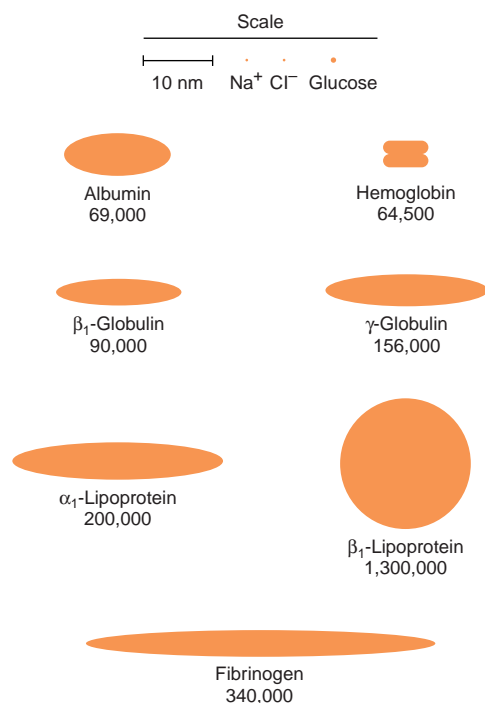 Scale
10 nm Na⁺ Cl⁻ Glucose
Albumin
69,000
Hemoglobin
64,500
β₁-Globulin
90,000
γ-Globulin
156,000
α₁-Lipoprotein
200,000
β₁-Lipoprotein
1,300,000
Fibrinogen
340,000